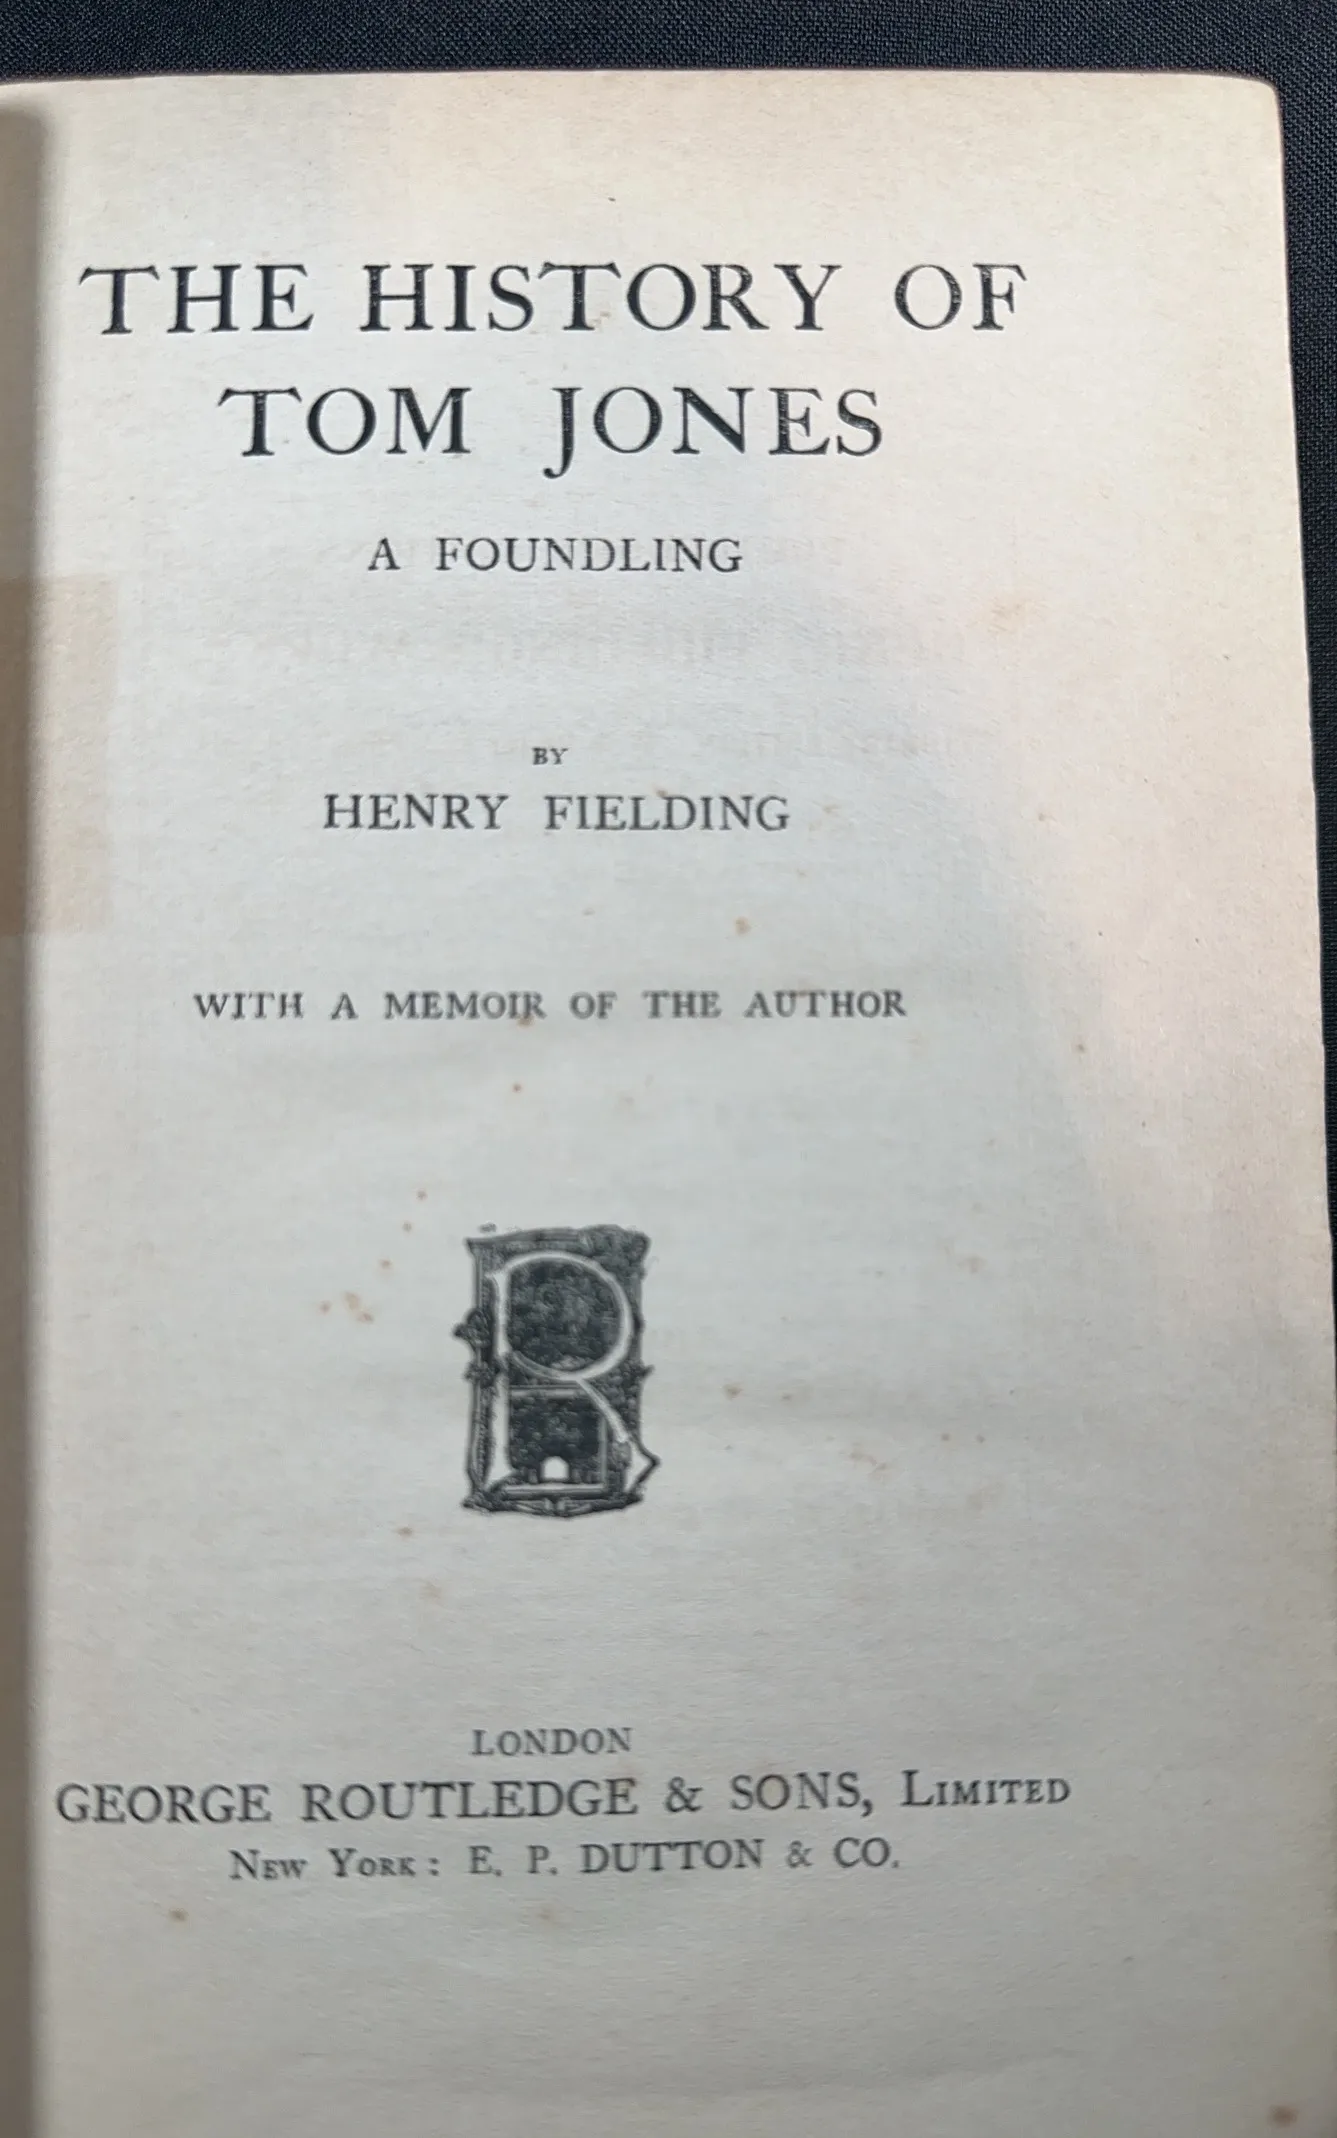 THE HISTORY OF
TOM JONES
A FOUNDLING
BY
HENRY FIELDING
WITH A MEMOIR OF THE AUTHOR
R
LONDON
GEORGE ROUTLEDGE & SONS, LIMITED
NEW YORK: E. P. DUTTON & CO.